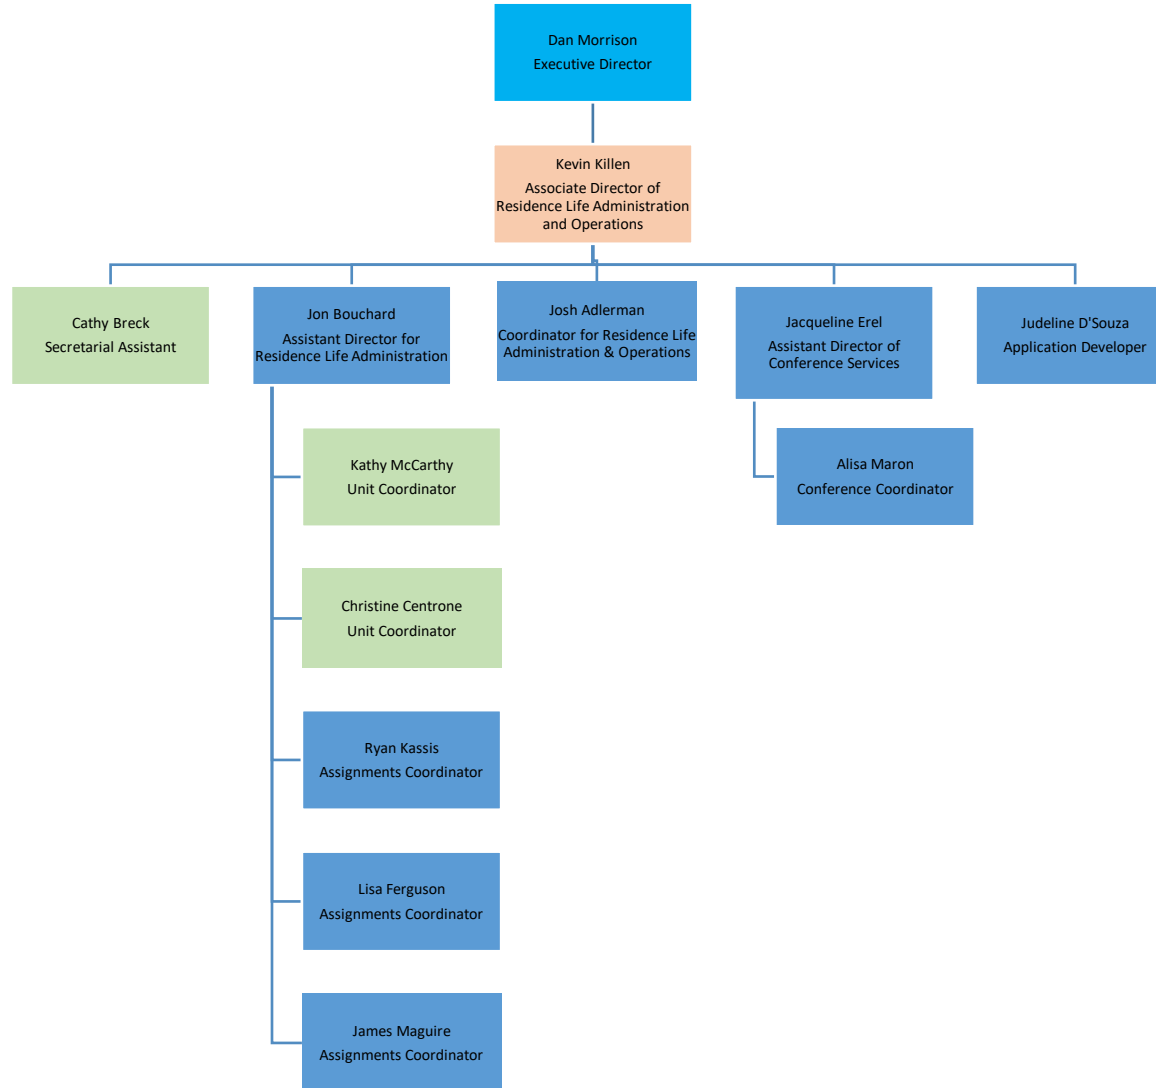 Dan Morrison
Executive Director
Kevin Killen
Associate Director of
Residence Life Administration
and Operations
Cathy Breck
Secretarial Assistant
Jon Bouchard
Assistant Director for
Residence Life Administration
Josh Adlerman
Coordinator for Residence Life
Administration & Operations
Jacqueline Erel
Assistant Director of
Conference Services
Judeline D'Souza
Application Developer
Kathy McCarthy
Unit Coordinator
Alisa Maron
Conference Coordinator
Christine Centrone
Unit Coordinator
Ryan Kassis
Assignments Coordinator
Lisa Ferguson
Assignments Coordinator
James Maguire
Assignments Coordinator